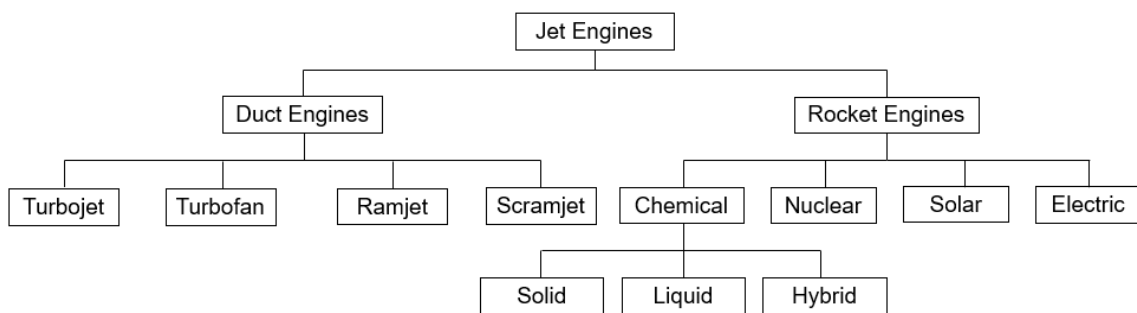 Jet Engines
Duct Engines
Rocket Engines
Turbojet
Turbofan
Ramjet
Scramjet
Chemical
Nuclear
Solar
Electric
Solid
Liquid
Hybrid